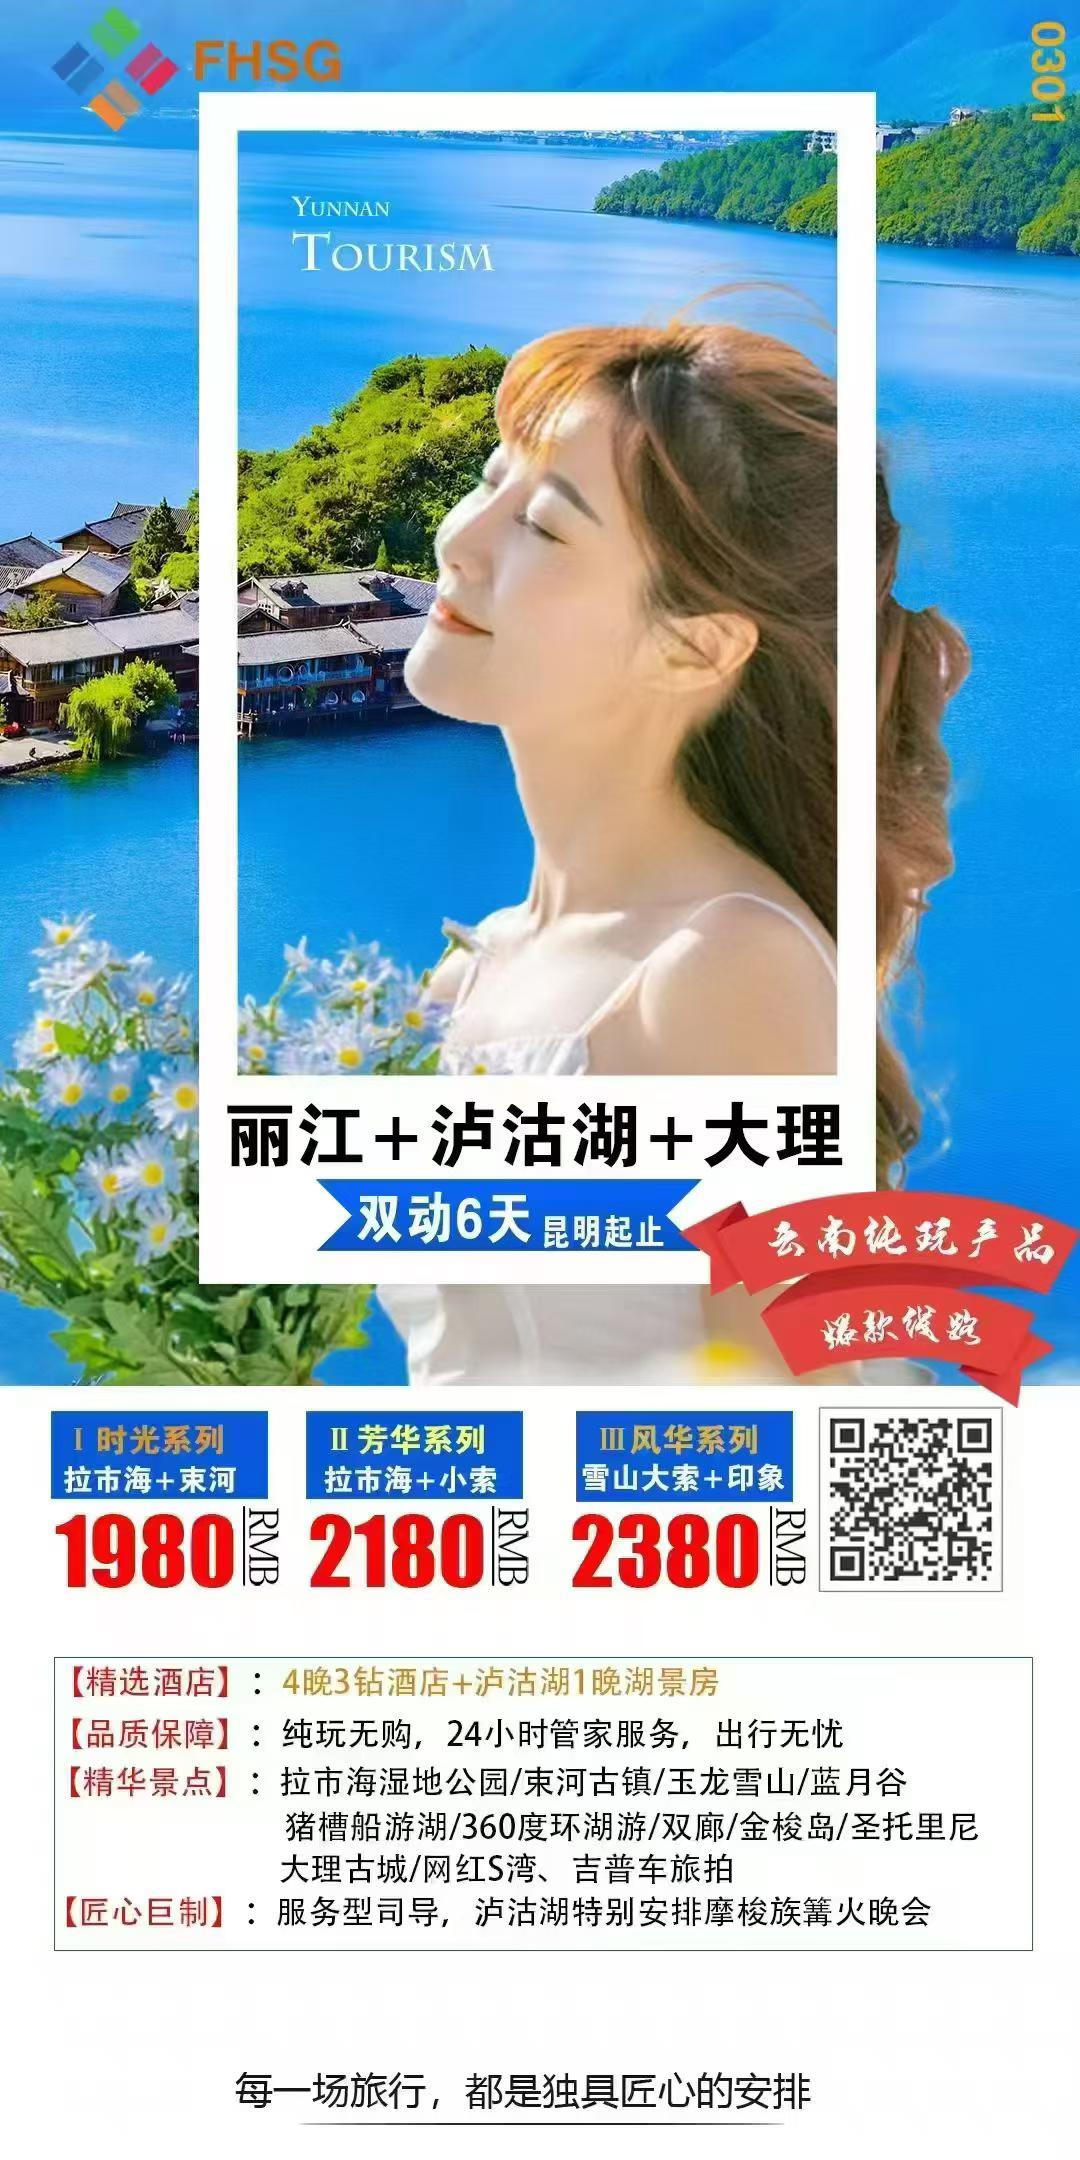 FHSG
0301
YUNNAN
TOURISM
丽江+泸沽湖+大理
双动6天 昆明起止
云南纯玩产品
爆款线路
Ⅰ 时光系列
拉市海+束河
1980 RMB
Ⅱ 芳华系列
拉市海+小索
2180 RMB
Ⅲ 风华系列
雪山大索+印象
2380 RMB
【精选酒店】：4晚3钻酒店+泸沽湖1晚湖景房
【品质保障】：纯玩无购，24小时管家服务，出行无忧
【精华景点】：拉市海湿地公园/束河古镇/玉龙雪山/蓝月谷
猪槽船游湖/360度环湖游/双廊/金梭岛/圣托里尼
大理古城/网红S湾、吉普车旅拍
【匠心巨制】：服务型司导，泸沽湖特别安排摩梭族篝火晚会
每一场旅行，都是独具匠心的安排